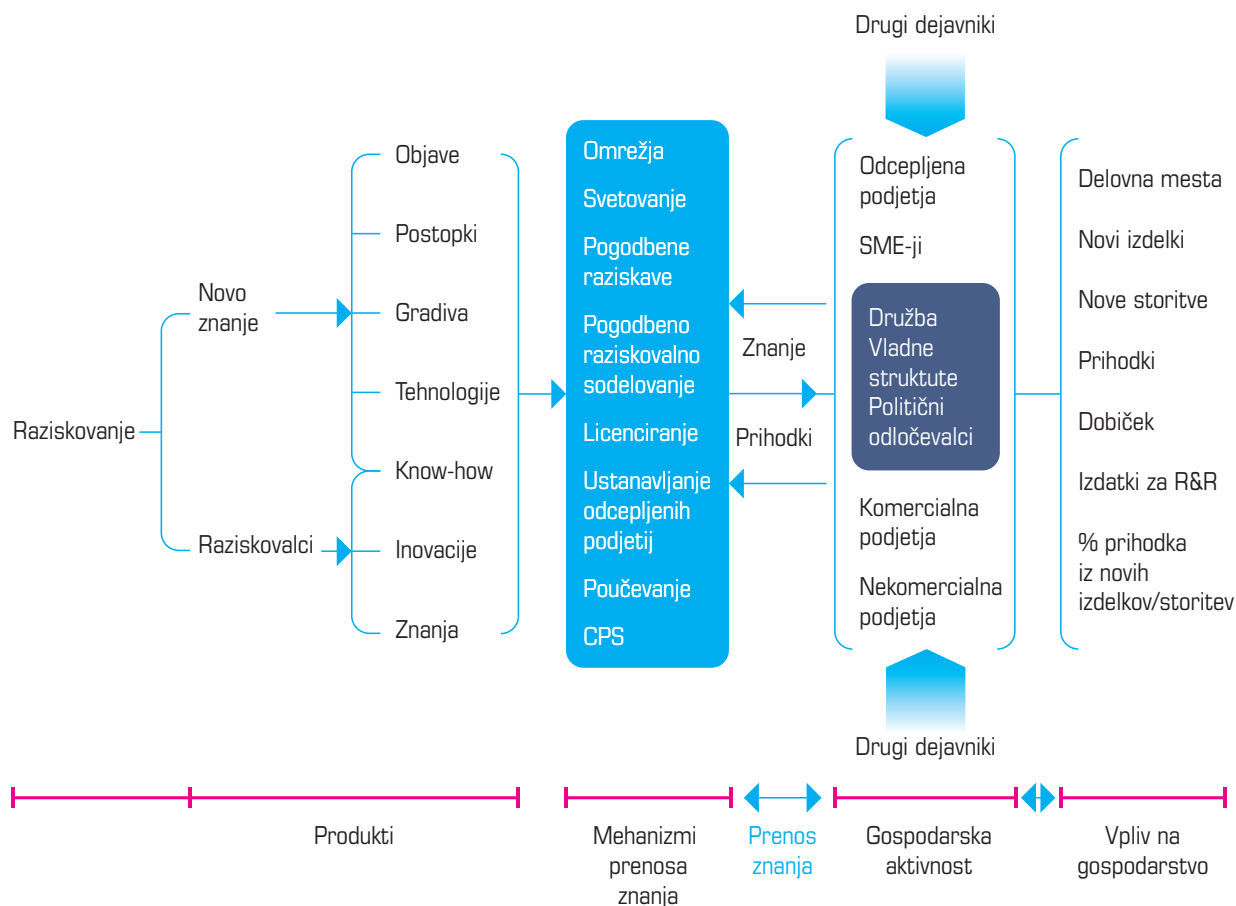 Drugi dejavniki
Raziskovanje
Novo
znanje
Raziskovalci
Objave
Postopki
Gradiva
Tehnologije
Know-how
Inovacije
Znanja
Omrežja
Svetovanje
Pogodbene
raziskave
Pogodbeno
raziskovalno
sodelovanje
Licenciranje
Ustanavljanje
odcepljenih
podjetij
Poučevanje
CPS
Znanje
Prihodki
Odcepljena
podjetja
SME-ji
Družba
Vladne
struktute
Politični
odločevalci
Komercialna
podjetja
Nekomercialna
podjetja
Delovna mesta
Novi izdelki
Nove storitve
Prihodki
Dobiček
Izdatki za R&R
% prihodka
iz novih
izdelkov/storitev
Drugi dejavniki
Produkti
Mehanizmi
prenosa
znanja
Prenos
znanja
Gospodarska
aktivnost
Vpliv na
gospodarstvo